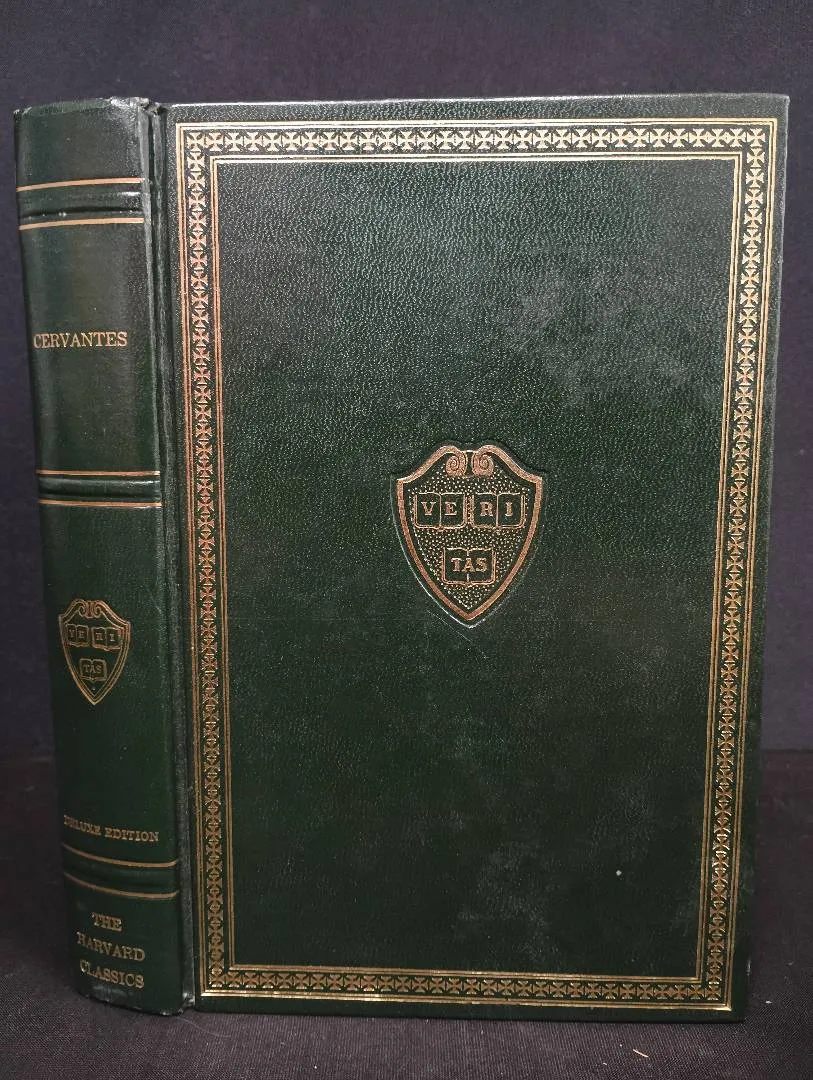 CERVANTES
VE RI
TAS
DELUXE EDITION
THE
HARVARD
CLASSICS
VE RI
TAS